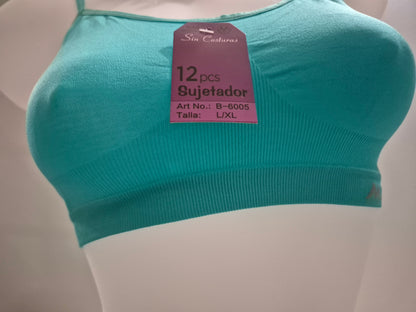 Sin Costuras
12pcs
Sujetador
Art No.: B-6005
Talla: L/XL